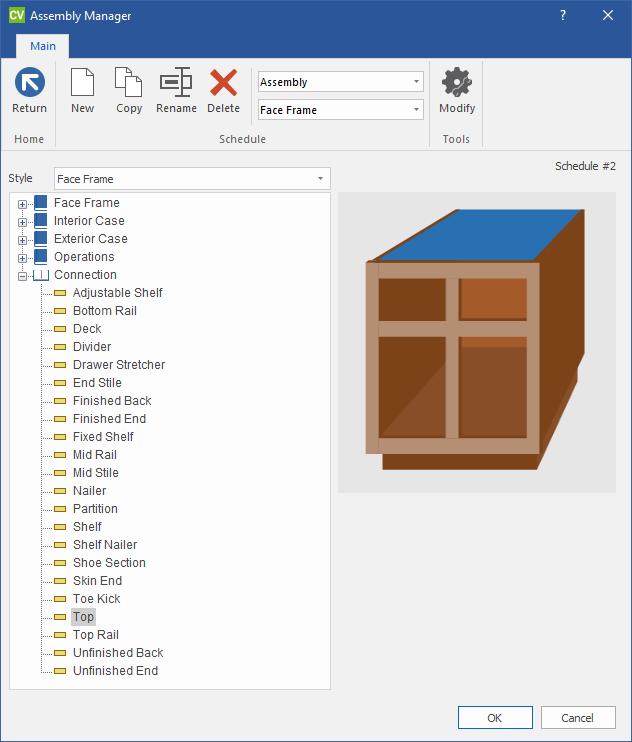 CV Assembly Manager ?
Main
Return New Copy Rename Delete Assembly Face Frame Modify
Home Schedule Tools
Schedule #2
Style Face Frame
Face Frame
Interior Case
Exterior Case
Operations
Connection
Adjustable Shelf
Bottom Rail
Deck
Divider
Drawer Stretcher
End Stile
Finished Back
Finished End
Fixed Shelf
Mid Rail
Mid Stile
Nailer
Partition
Shelf
Shelf Nailer
Shoe Section
Skin End
Toe Kick
Top
Top Rail
Unfinished Back
Unfinished End
OK Cancel